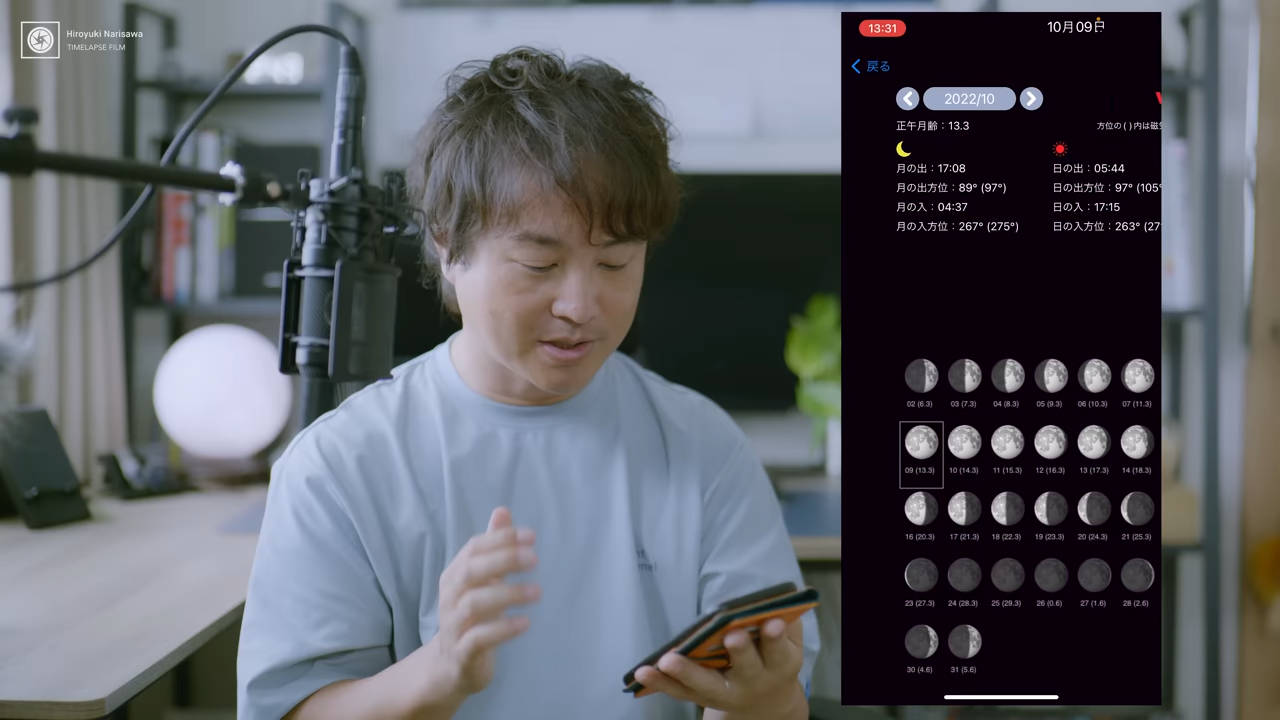 Hiroyuki Narisawa
TIMELAPSE FILM
13:31
10月09日
戻る
2022/10
正午月齢：13.3
方位の ( ) 内は磁
月の出：17:08
日の出：05:44
月の出方位：89° (97°)
日の出方位：97° (105°
月の入：04:37
日の入：17:15
月の入方位：267° (275°)
日の入方位：263° (27
02 (6.3)
03 (7.3)
04 (8.3)
05 (9.3)
06 (10.3)
07 (11.3)
09 (13.3)
10 (14.3)
11 (15.3)
12 (16.3)
13 (17.3)
14 (18.3)
16 (20.3)
17 (21.3)
18 (22.3)
19 (23.3)
20 (24.3)
21 (25.3)
23 (27.3)
24 (28.3)
25 (29.3)
26 (0.6)
27 (1.6)
28 (2.6)
30 (4.6)
31 (5.6)